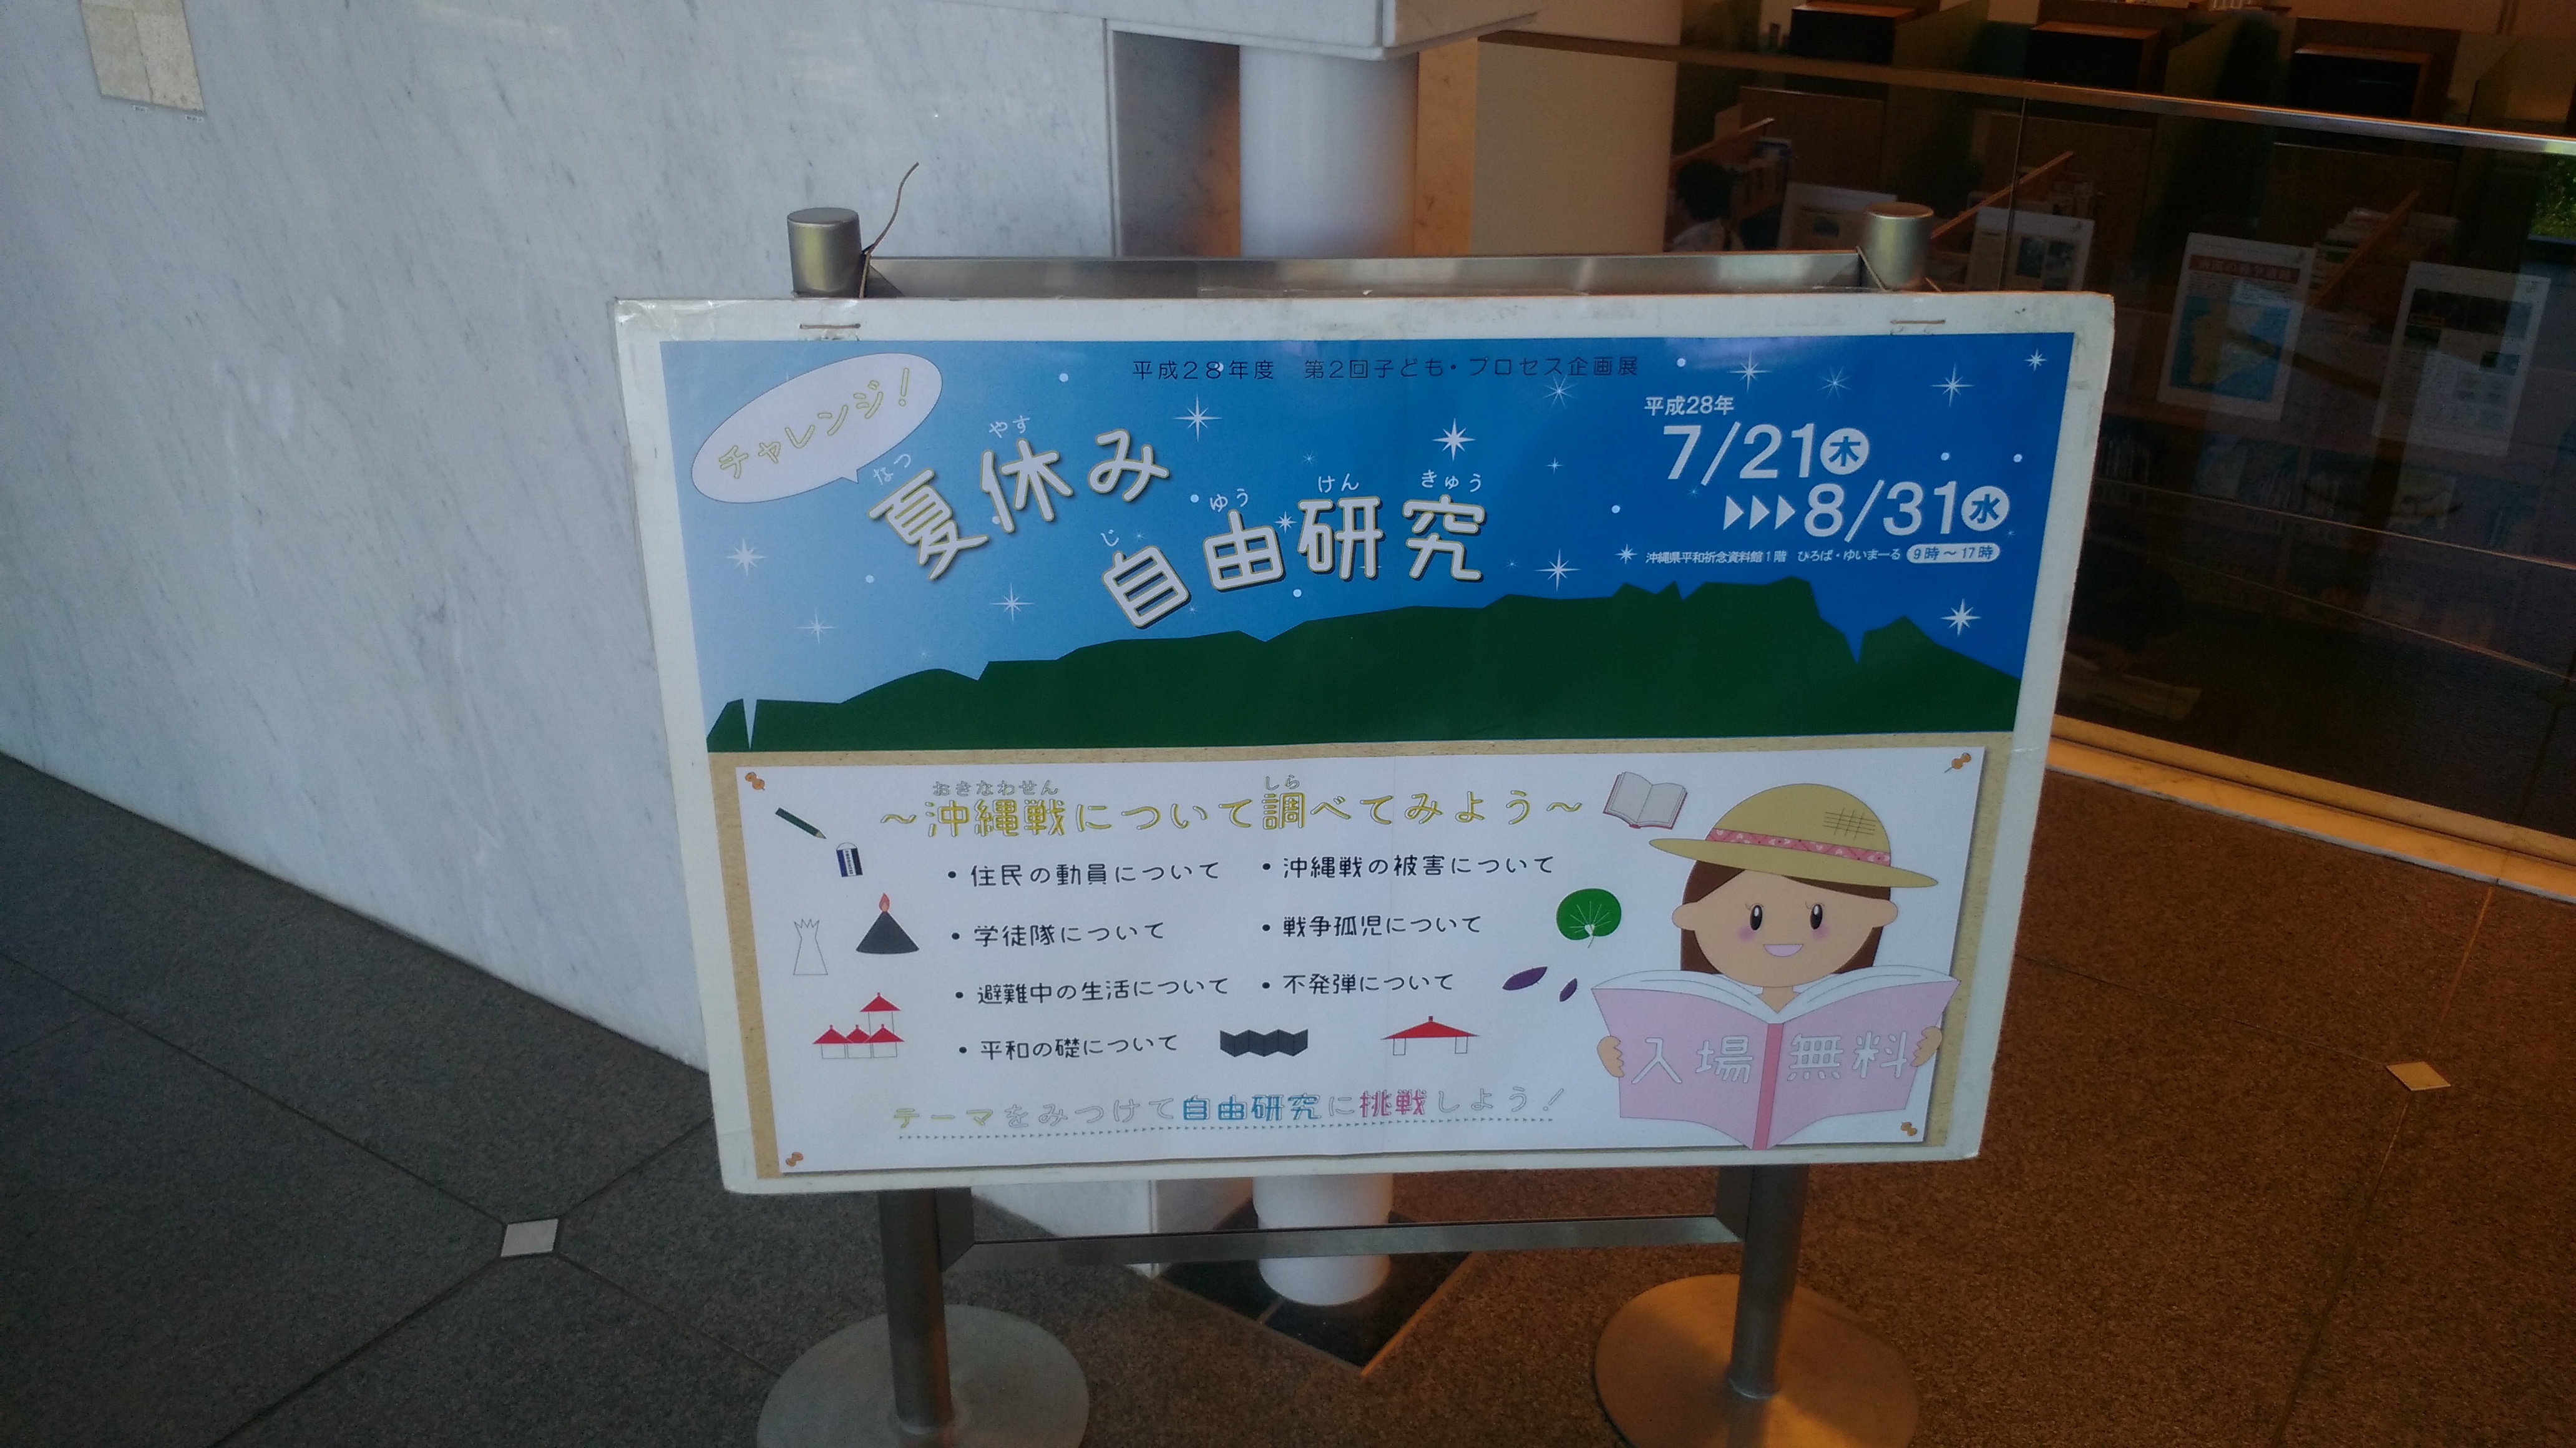 平成28年度 第2回子ども・プロセス企画展
チャレンジ!
なつ やす
夏休み
じ ゆう けん きゅう
自由研究
平成28年
7/21木
▶▶▶8/31水
沖縄県平和祈念資料館1階 ひろば・ゆいまーる 9時~17時
おきなわせん しら
~沖縄戦について調べてみよう~
・住民の動員について
・沖縄戦の被害について
・学徒隊について
・戦争孤児について
・避難中の生活について
・不発弾について
・平和の礎について
テーマをみつけて自由研究に挑戦しよう!
入場無料